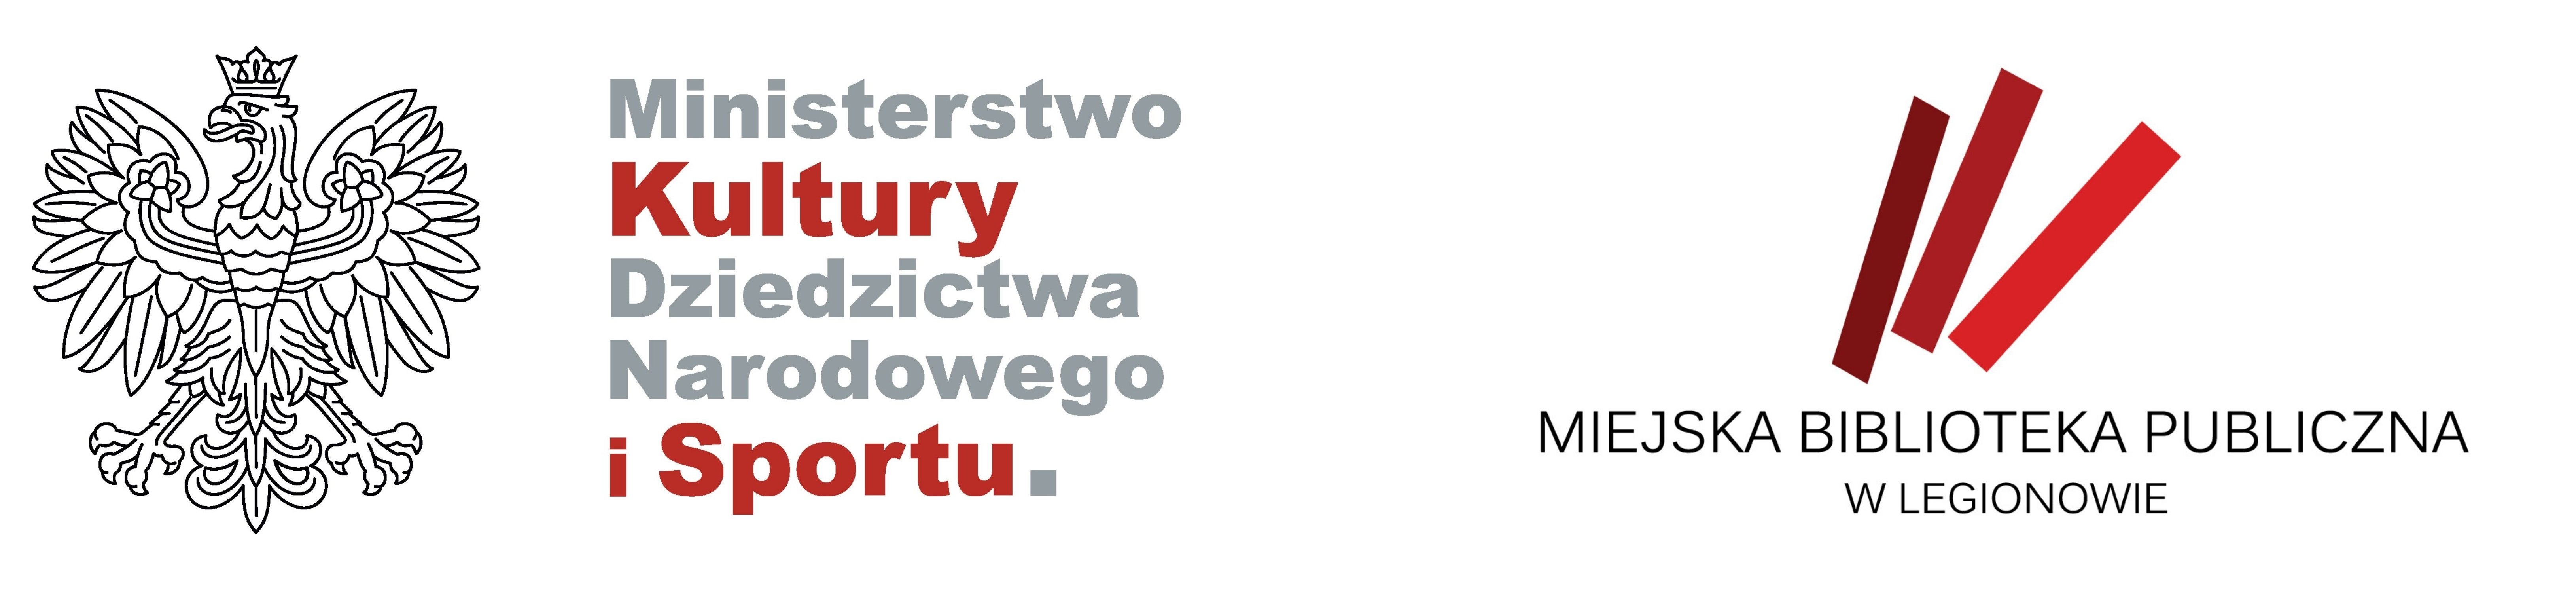 Ministerstwo
Kultury
Dziedzictwa
Narodowego
i Sportu.
MIEJSKA BIBLIOTEKA PUBLICZNA
W LEGIONOWIE